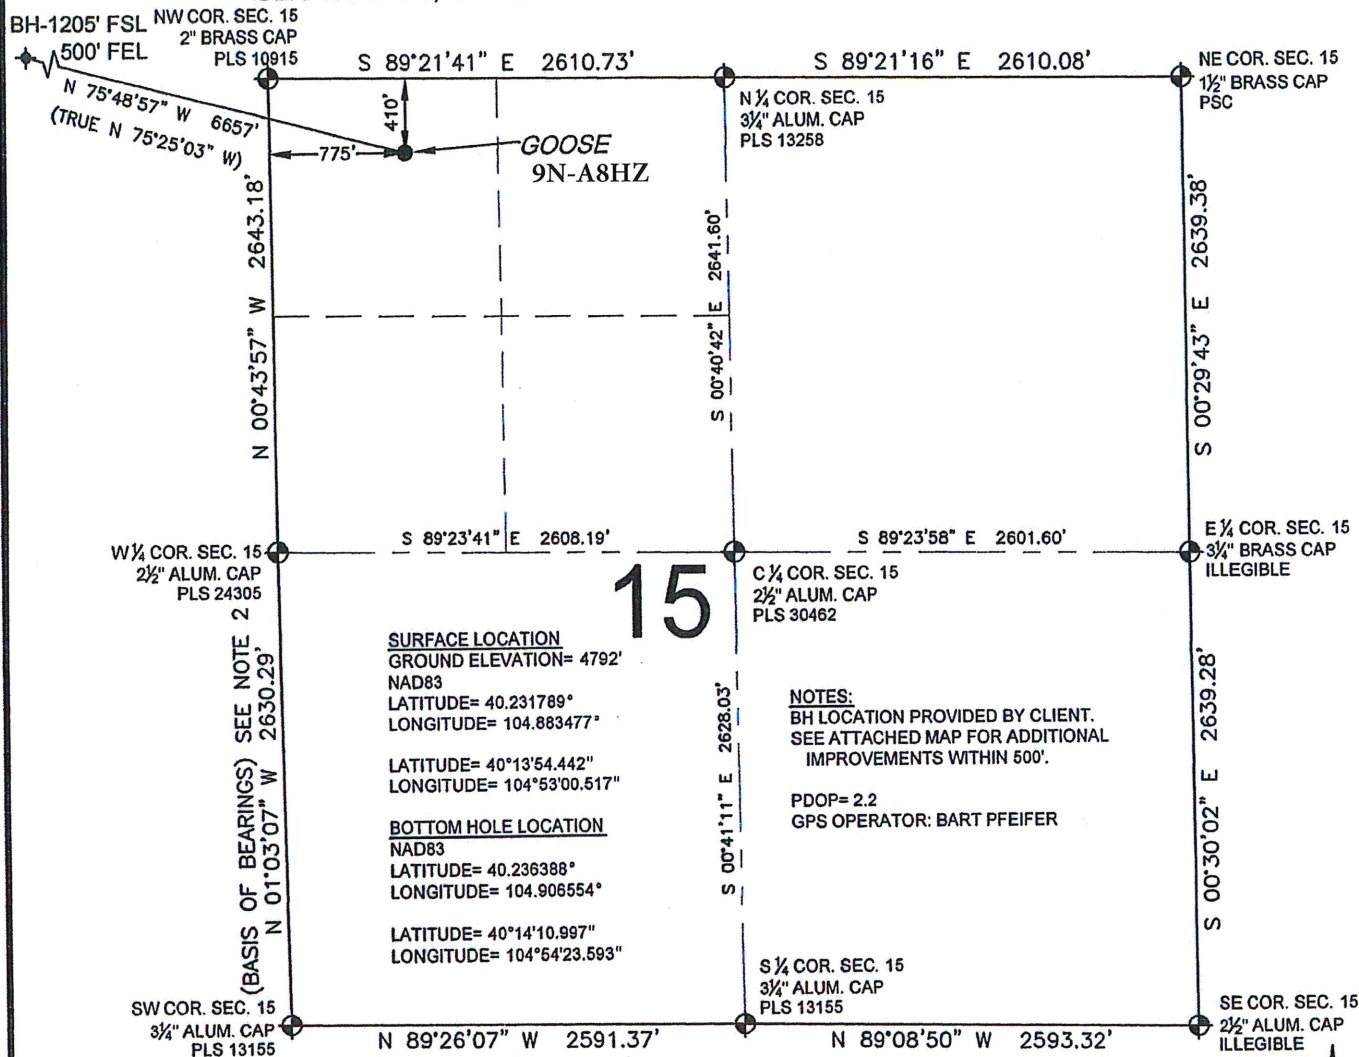 BH-1205' FSL
500' FEL
NW COR. SEC. 15
2" BRASS CAP
PLS 10915
S 89°21'41" E 2610.73'
S 89°21'16" E 2610.08'
NE COR. SEC. 15
1½" BRASS CAP
PSC
N 75°48'57" W 6657'
(TRUE N 75°25'03" W)
410'
775'
GOOSE
9N-A8HZ
N ¼ COR. SEC. 15
3¼" ALUM. CAP
PLS 13258
N 00°43'57" W 2643.18'
S 00°40'42" E 2641.60'
S 00°29'43" E 2639.38'
S 89°23'41" E 2608.19'
S 89°23'58" E 2601.60'
W ¼ COR. SEC. 15
2½" ALUM. CAP
PLS 24305
15
C ¼ COR. SEC. 15
2½" ALUM. CAP
PLS 30462
E ¼ COR. SEC. 15
3¼" BRASS CAP
ILLEGIBLE
(BASIS OF BEARINGS) SEE NOTE 2
N 01°03'07" W 2630.29'
SURFACE LOCATION
GROUND ELEVATION= 4792'
NAD83
LATITUDE= 40.231789°
LONGITUDE= 104.883477°
LATITUDE= 40°13'54.442"
LONGITUDE= 104°53'00.517"
BOTTOM HOLE LOCATION
NAD83
LATITUDE= 40.236388°
LONGITUDE= 104.906554°
LATITUDE= 40°14'10.997"
LONGITUDE= 104°54'23.593"
S 00°41'11" E 2628.03'
NOTES:
BH LOCATION PROVIDED BY CLIENT.
SEE ATTACHED MAP FOR ADDITIONAL
IMPROVEMENTS WITHIN 500'.
PDOP= 2.2
GPS OPERATOR: BART PFEIFER
S 00°30'02" E 2639.28'
SW COR. SEC. 15
3¼" ALUM. CAP
PLS 13155
N 89°26'07" W 2591.37'
S ¼ COR. SEC. 15
3¼" ALUM. CAP
PLS 13155
N 89°08'50" W 2593.32'
SE COR. SEC. 15
2½" ALUM. CAP
ILLEGIBLE